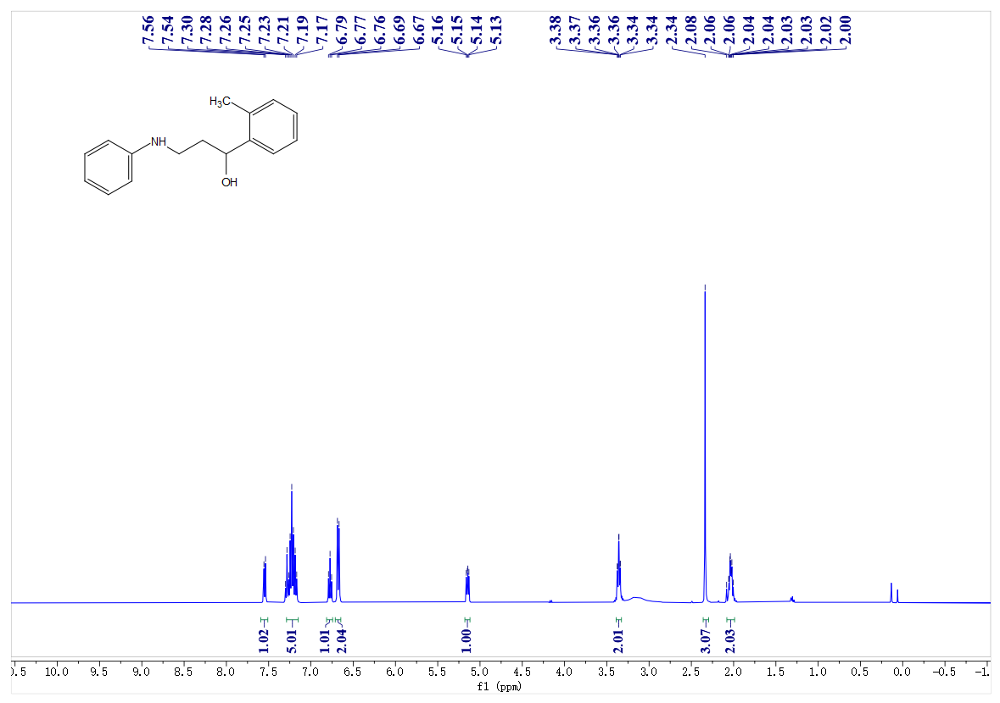 7.56 7.54 7.30 7.28 7.26 7.25 7.23 7.21 7.19 7.17 6.79 6.77 6.76 6.69 6.67 5.16 5.15 5.14 5.13 3.38 3.37 3.36 3.36 3.34 3.34 2.34 2.08 2.06 2.06 2.04 2.04 2.03 2.03 2.02 2.00
H3C
NH
OH
1.02 5.01 1.01 2.04 1.00 2.01 3.07 2.03
0.5 10.0 9.5 9.0 8.5 8.0 7.5 7.0 6.5 6.0 5.5 5.0 4.5 4.0 3.5 3.0 2.5 2.0 1.5 1.0 0.5 0.0 -0.5 -1.
f1 (ppm)